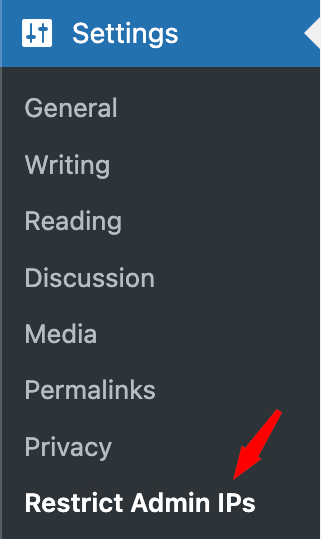 Settings
General
Writing
Reading
Discussion
Media
Permalinks
Privacy
Restrict Admin IPs